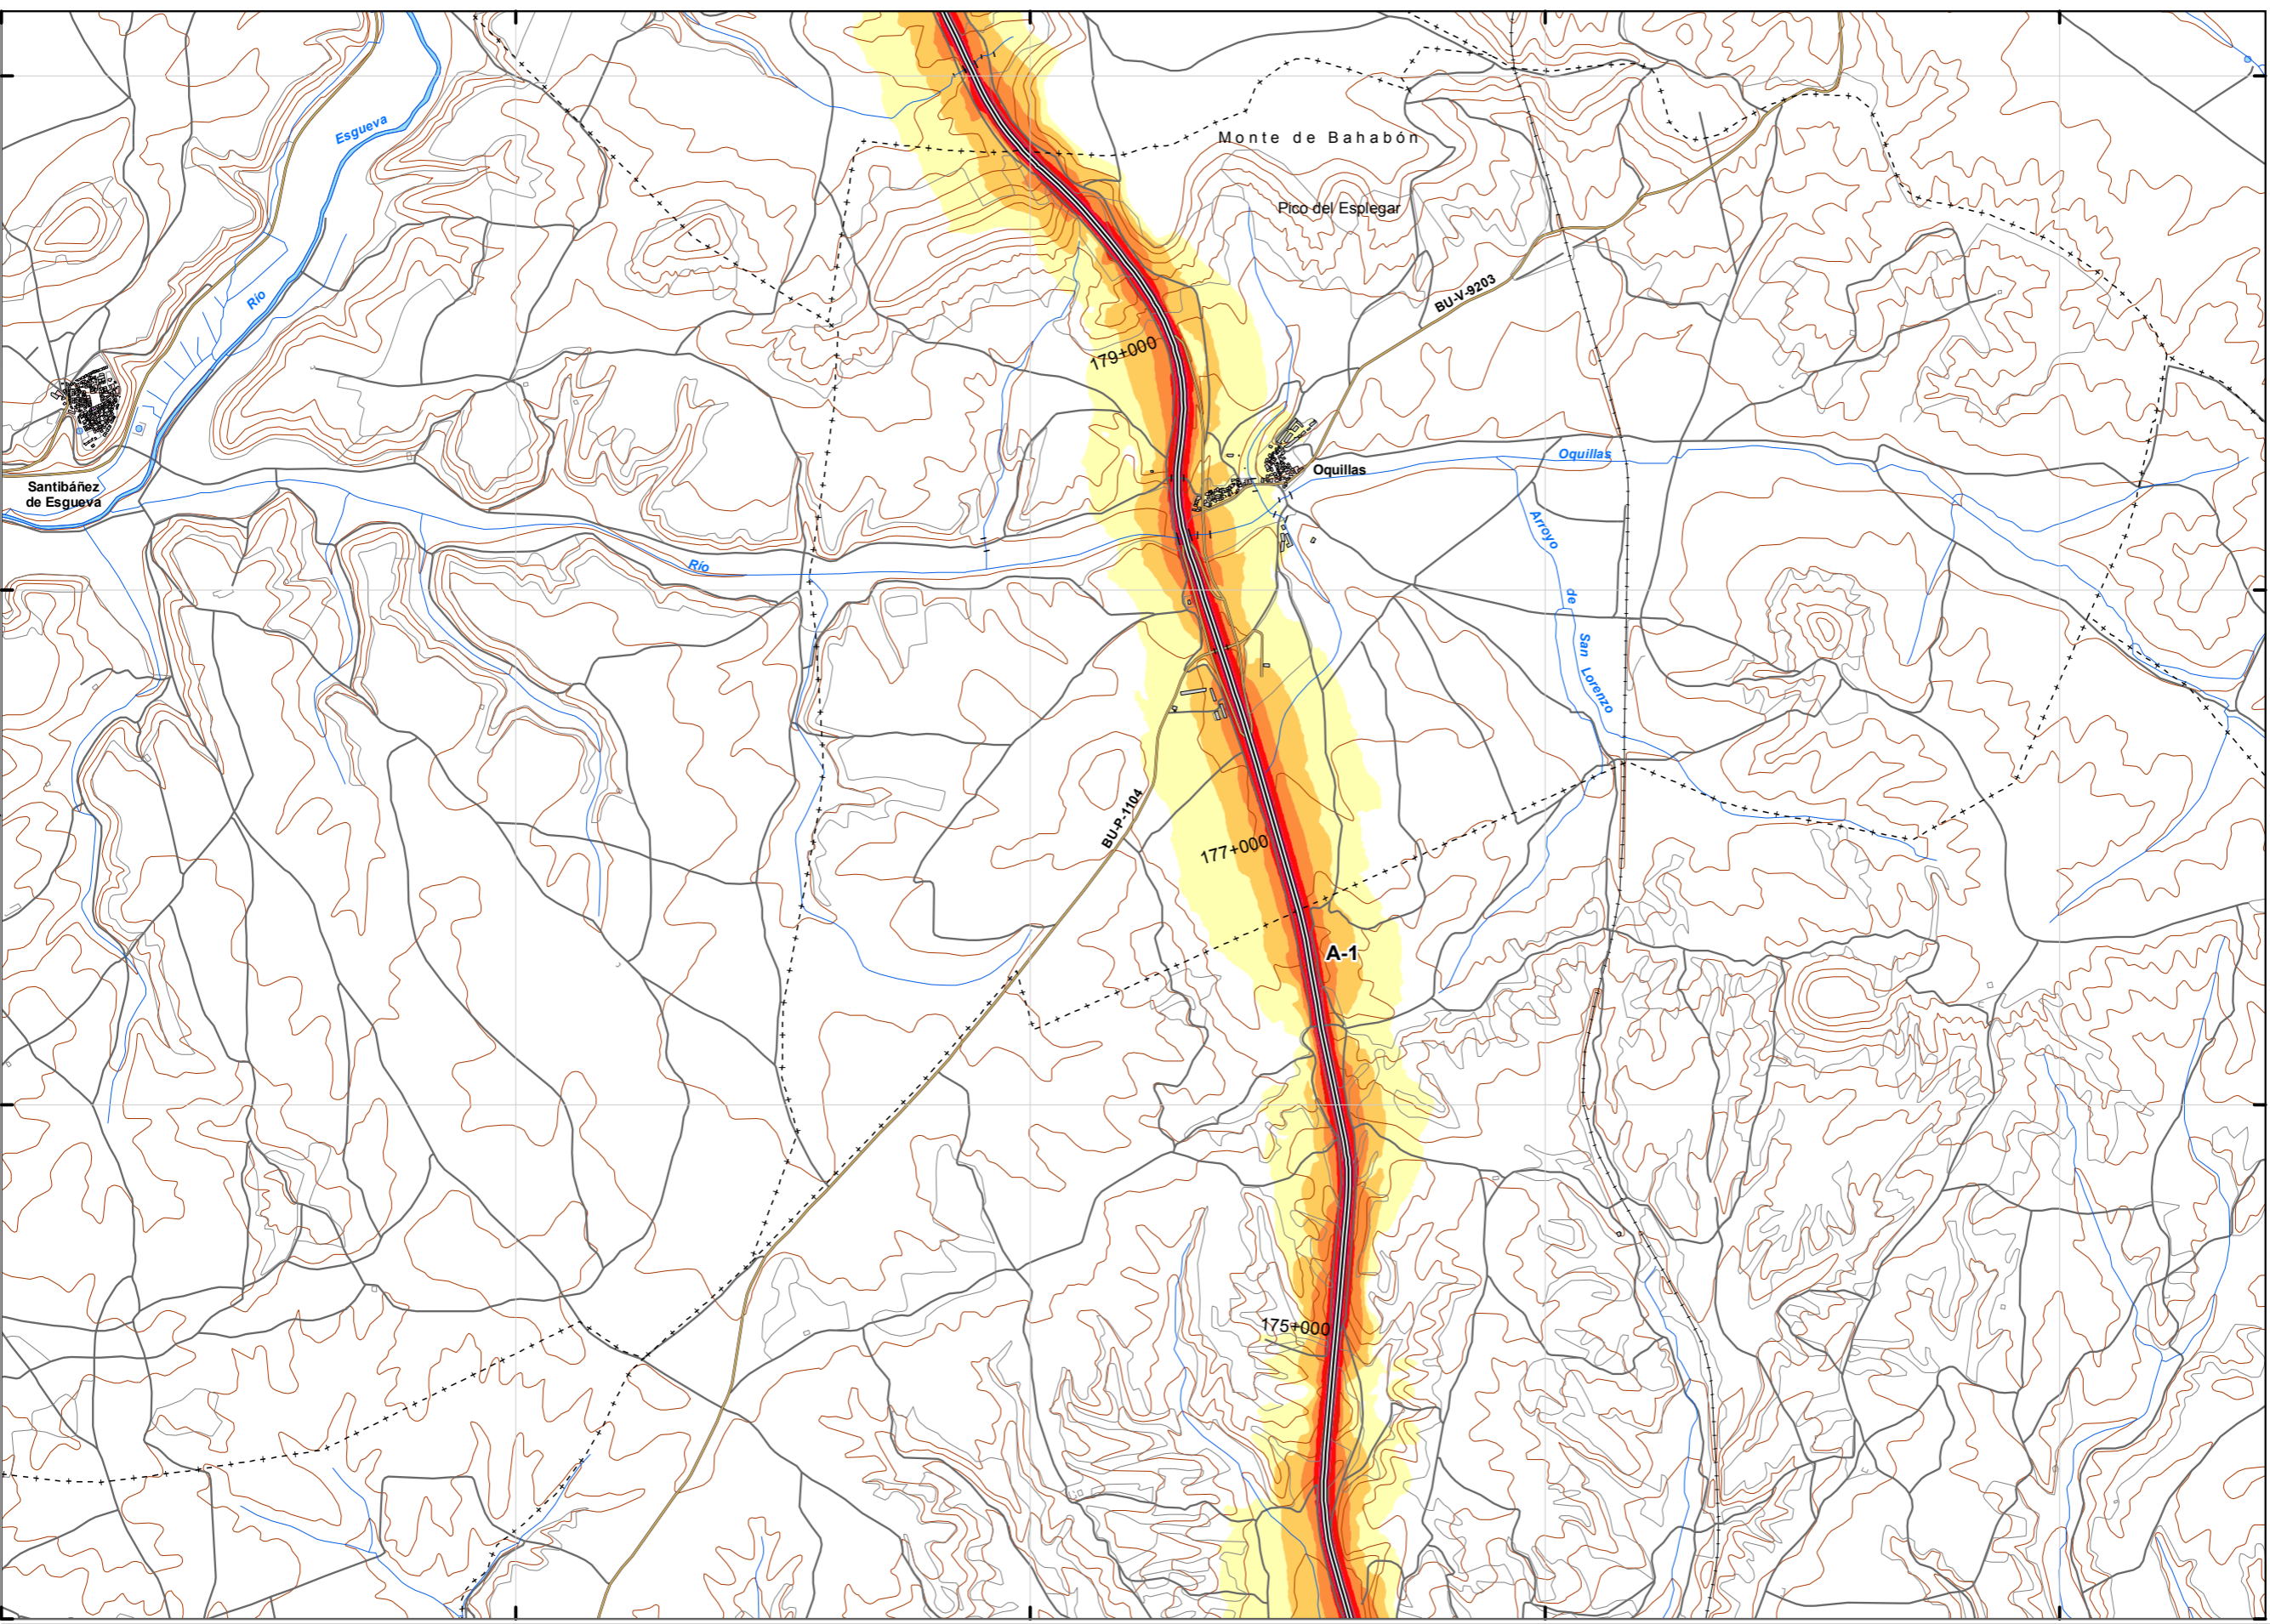 Esgueva
Monte de Bahabón
Pico del Esplegar
Río
BU-V-9203
179+000
Oquillas
Oquillas
Santibáñez
de Esgueva
Arroyo
Río
de
San Lorenzo
BU-P-1104
177+000
A-1
175+000